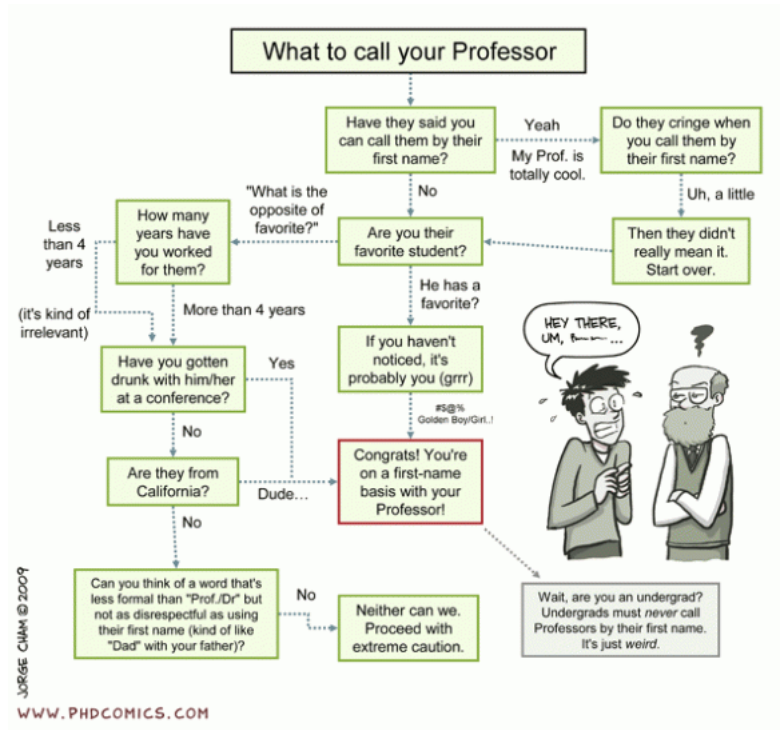 What to call your Professor
Have they said you
can call them by their
first name?
Yeah
My Prof. is
totally cool.
Do they cringe when
you call them by
their first name?
No
Uh, a little
"What is the
opposite of
favorite?"
Less
than 4
years
How many
years have
you worked
for them?
Are you their
favorite student?
Then they didn't
really mean it.
Start over.
He has a
favorite?
(it's kind of
irrelevant)
More than 4 years
If you haven't
noticed, it's
probably you (grrr)
HEY THERE,
UM, ...
Have you gotten
drunk with him/her
at a conference?
Yes
#$@%
Golden Boy/Girl..!
No
Are they from
California?
Dude...
Congrats! You're
on a first-name
basis with your
Professor!
No
Can you think of a word that's
less formal than "Prof./Dr" but
not as disrespectful as using
their first name (kind of like
"Dad" with your father)?
No
Neither can we.
Proceed with
extreme caution.
Wait, are you an undergrad?
Undergrads must never call
Professors by their first name.
It's just weird.
JORGE CHAM © 2009
WWW.PHDCOMICS.COM